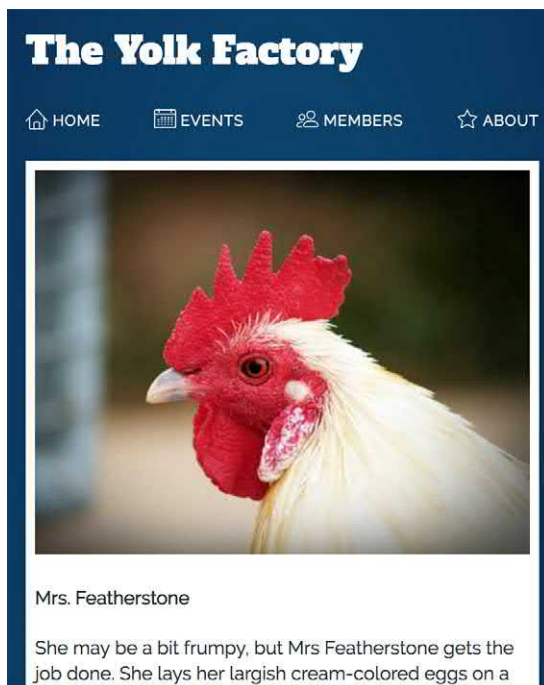 The Yolk Factory
HOME EVENTS MEMBERS ABOUT
Mrs. Featherstone
She may be a bit frumpy, but Mrs Featherstone gets the
job done. She lays her largish cream-colored eggs on a